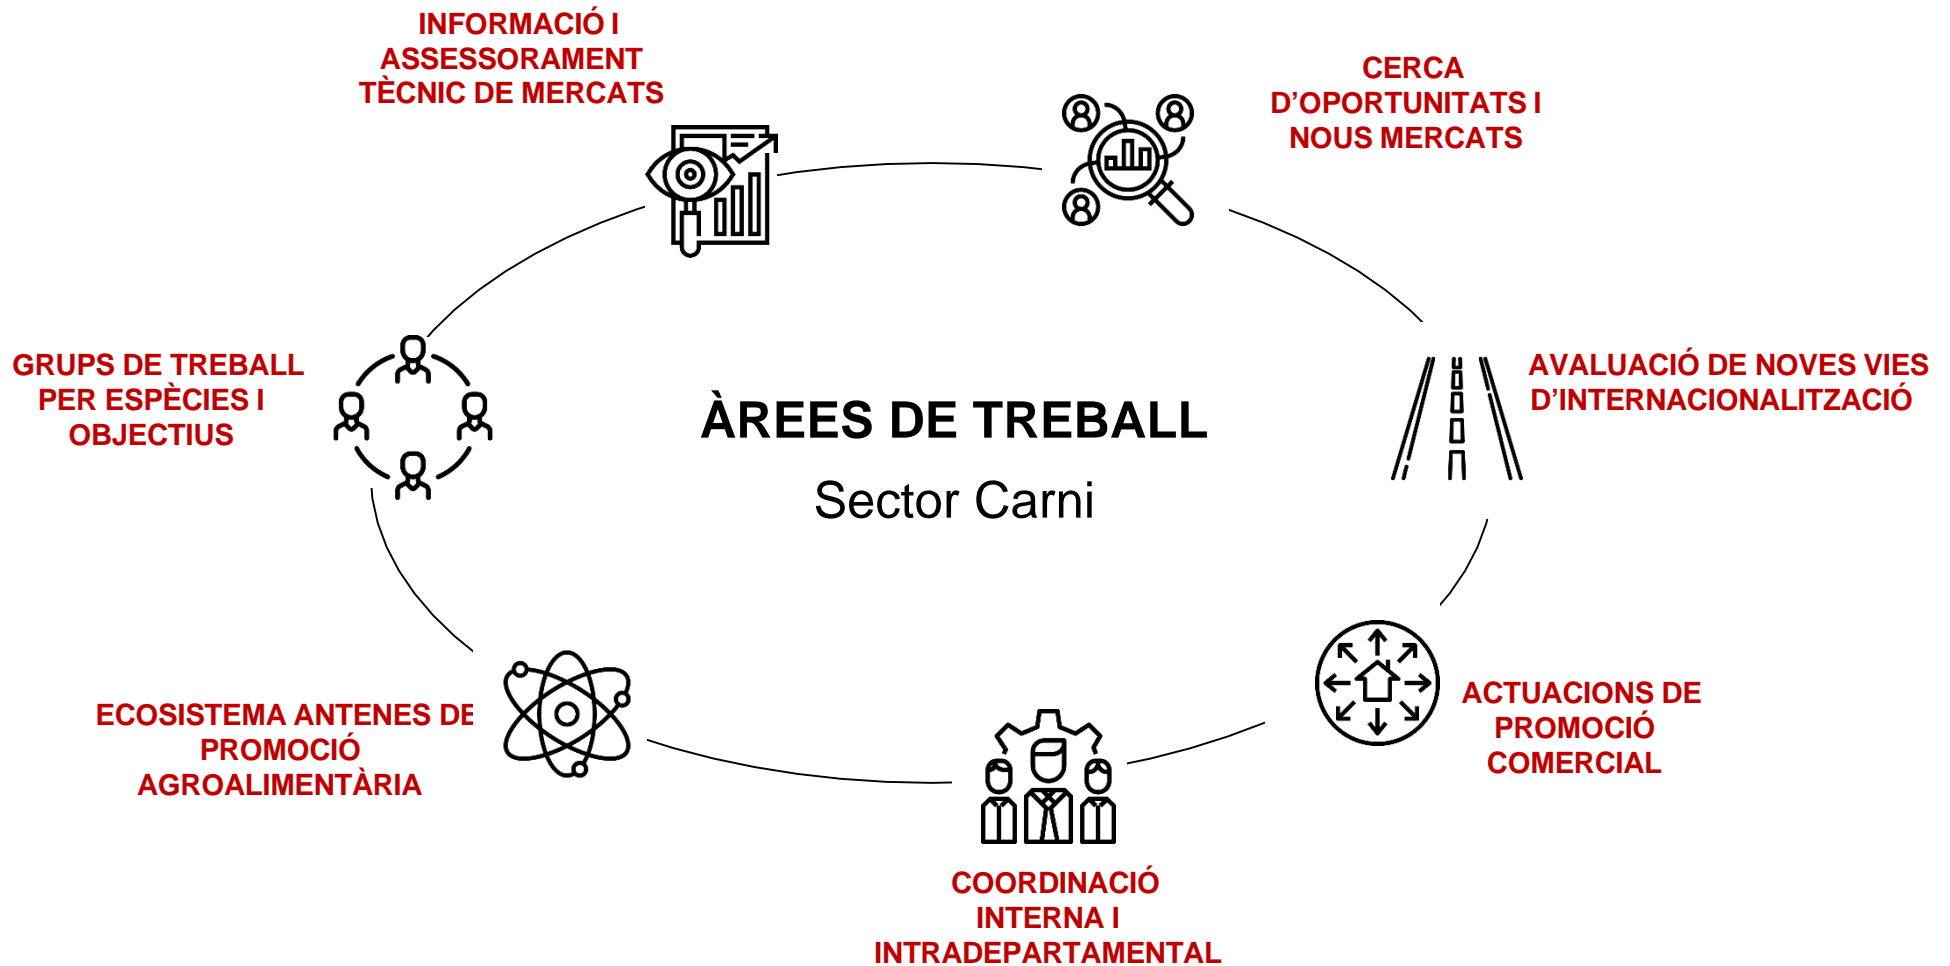 INFORMACIÓ I
ASSESSORAMENT
TÈCNIC DE MERCATS
CERCA
D’OPORTUNITATS I
NOUS MERCATS
GRUPS DE TREBALL
PER ESPÈCIES I
OBJECTIUS
AVALUACIÓ DE NOVES VIES
D’INTERNACIONALITZACIÓ
ÀREES DE TREBALL
Sector Carni
ECOSISTEMA ANTENES DE
PROMOCIÓ
AGROALIMENTÀRIA
ACTUACIONS DE
PROMOCIÓ
COMERCIAL
COORDINACIÓ
INTERNA I
INTRADEPARTAMENTAL